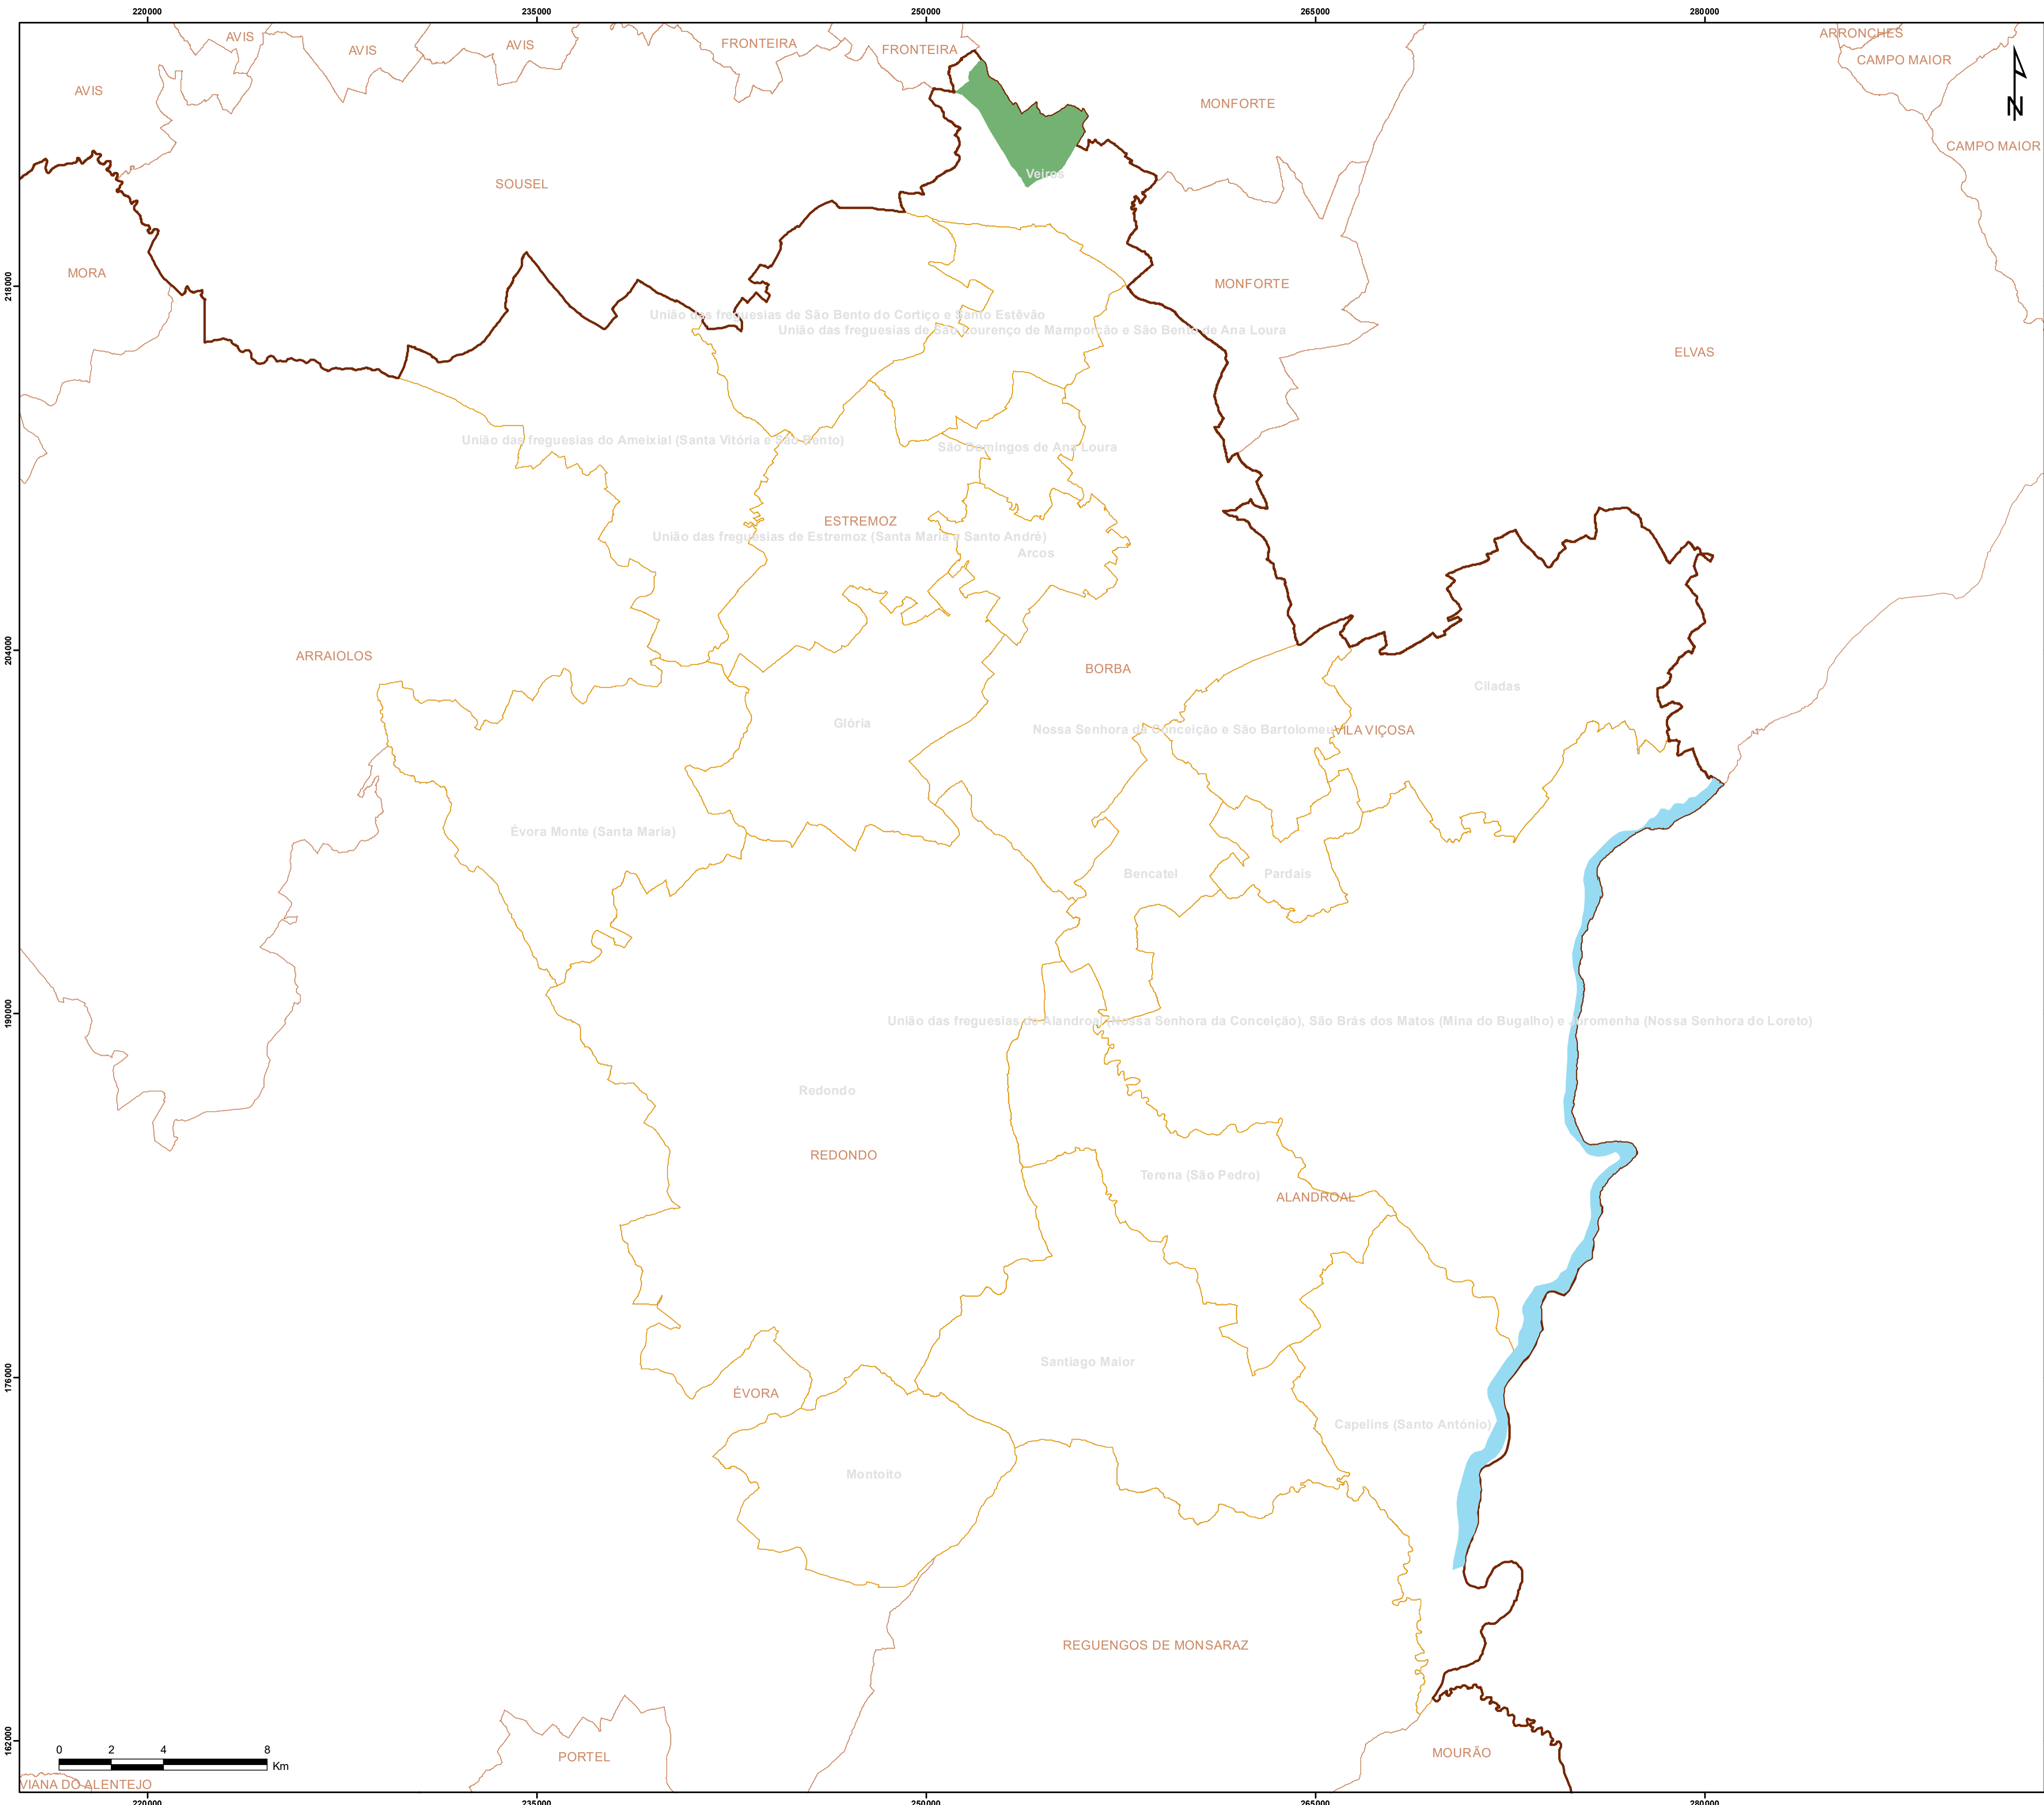 220000 235000 250000 265000 280000
AVIS AVIS AVIS FRONTEIRA FRONTEIRA ARRONCHES
CAMPO MAIOR
AVIS MONFORTE
N
CAMPO MAIOR
Veiros
SOUSEL
MORA MONFORTE
218000
União das freguesias de São Bento do Cortiço e Santo Estêvão
União das freguesias de São Lourenço de Mamporcão e São Bento de Ana Loura
ELVAS
União das freguesias do Ameixial (Santa Vitória e São Bento)
São Domingos de Ana Loura
ESTREMOZ
União das freguesias de Estremoz (Santa Maria e Santo André)
Arcos
204000
ARRAIOLOS BORBA
Ciladas
Glória
Nossa Senhora da Conceição e São Bartolomeu VILA VIÇOSA
Évora Monte (Santa Maria)
Bencatel Pardais
190000
União das freguesias de Alandroal (Nossa Senhora da Conceição), São Brás dos Matos (Mina do Bugalho) e Juromenha (Nossa Senhora do Loreto)
Redondo
REDONDO
Terena (São Pedro)
ALANDROAL
Santiago Maior
176000
ÉVORA
Capelins (Santo António)
Montoito
REGUENGOS DE MONSARAZ
162000
0 2 4 8
Km
PORTEL MOURÃO
VIANA DO ALENTEJO
220000 235000 250000 265000 280000